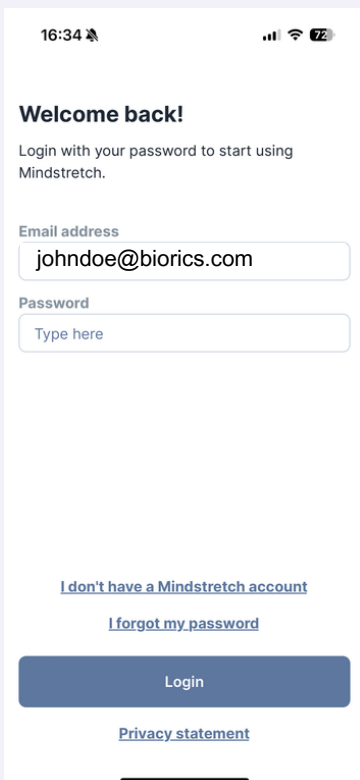 16:34
72
Welcome back!
Login with your password to start using
Mindstretch.
Email address
johndoe@biorics.com
Password
Type here
I don't have a Mindstretch account
I forgot my password
Login
Privacy statement